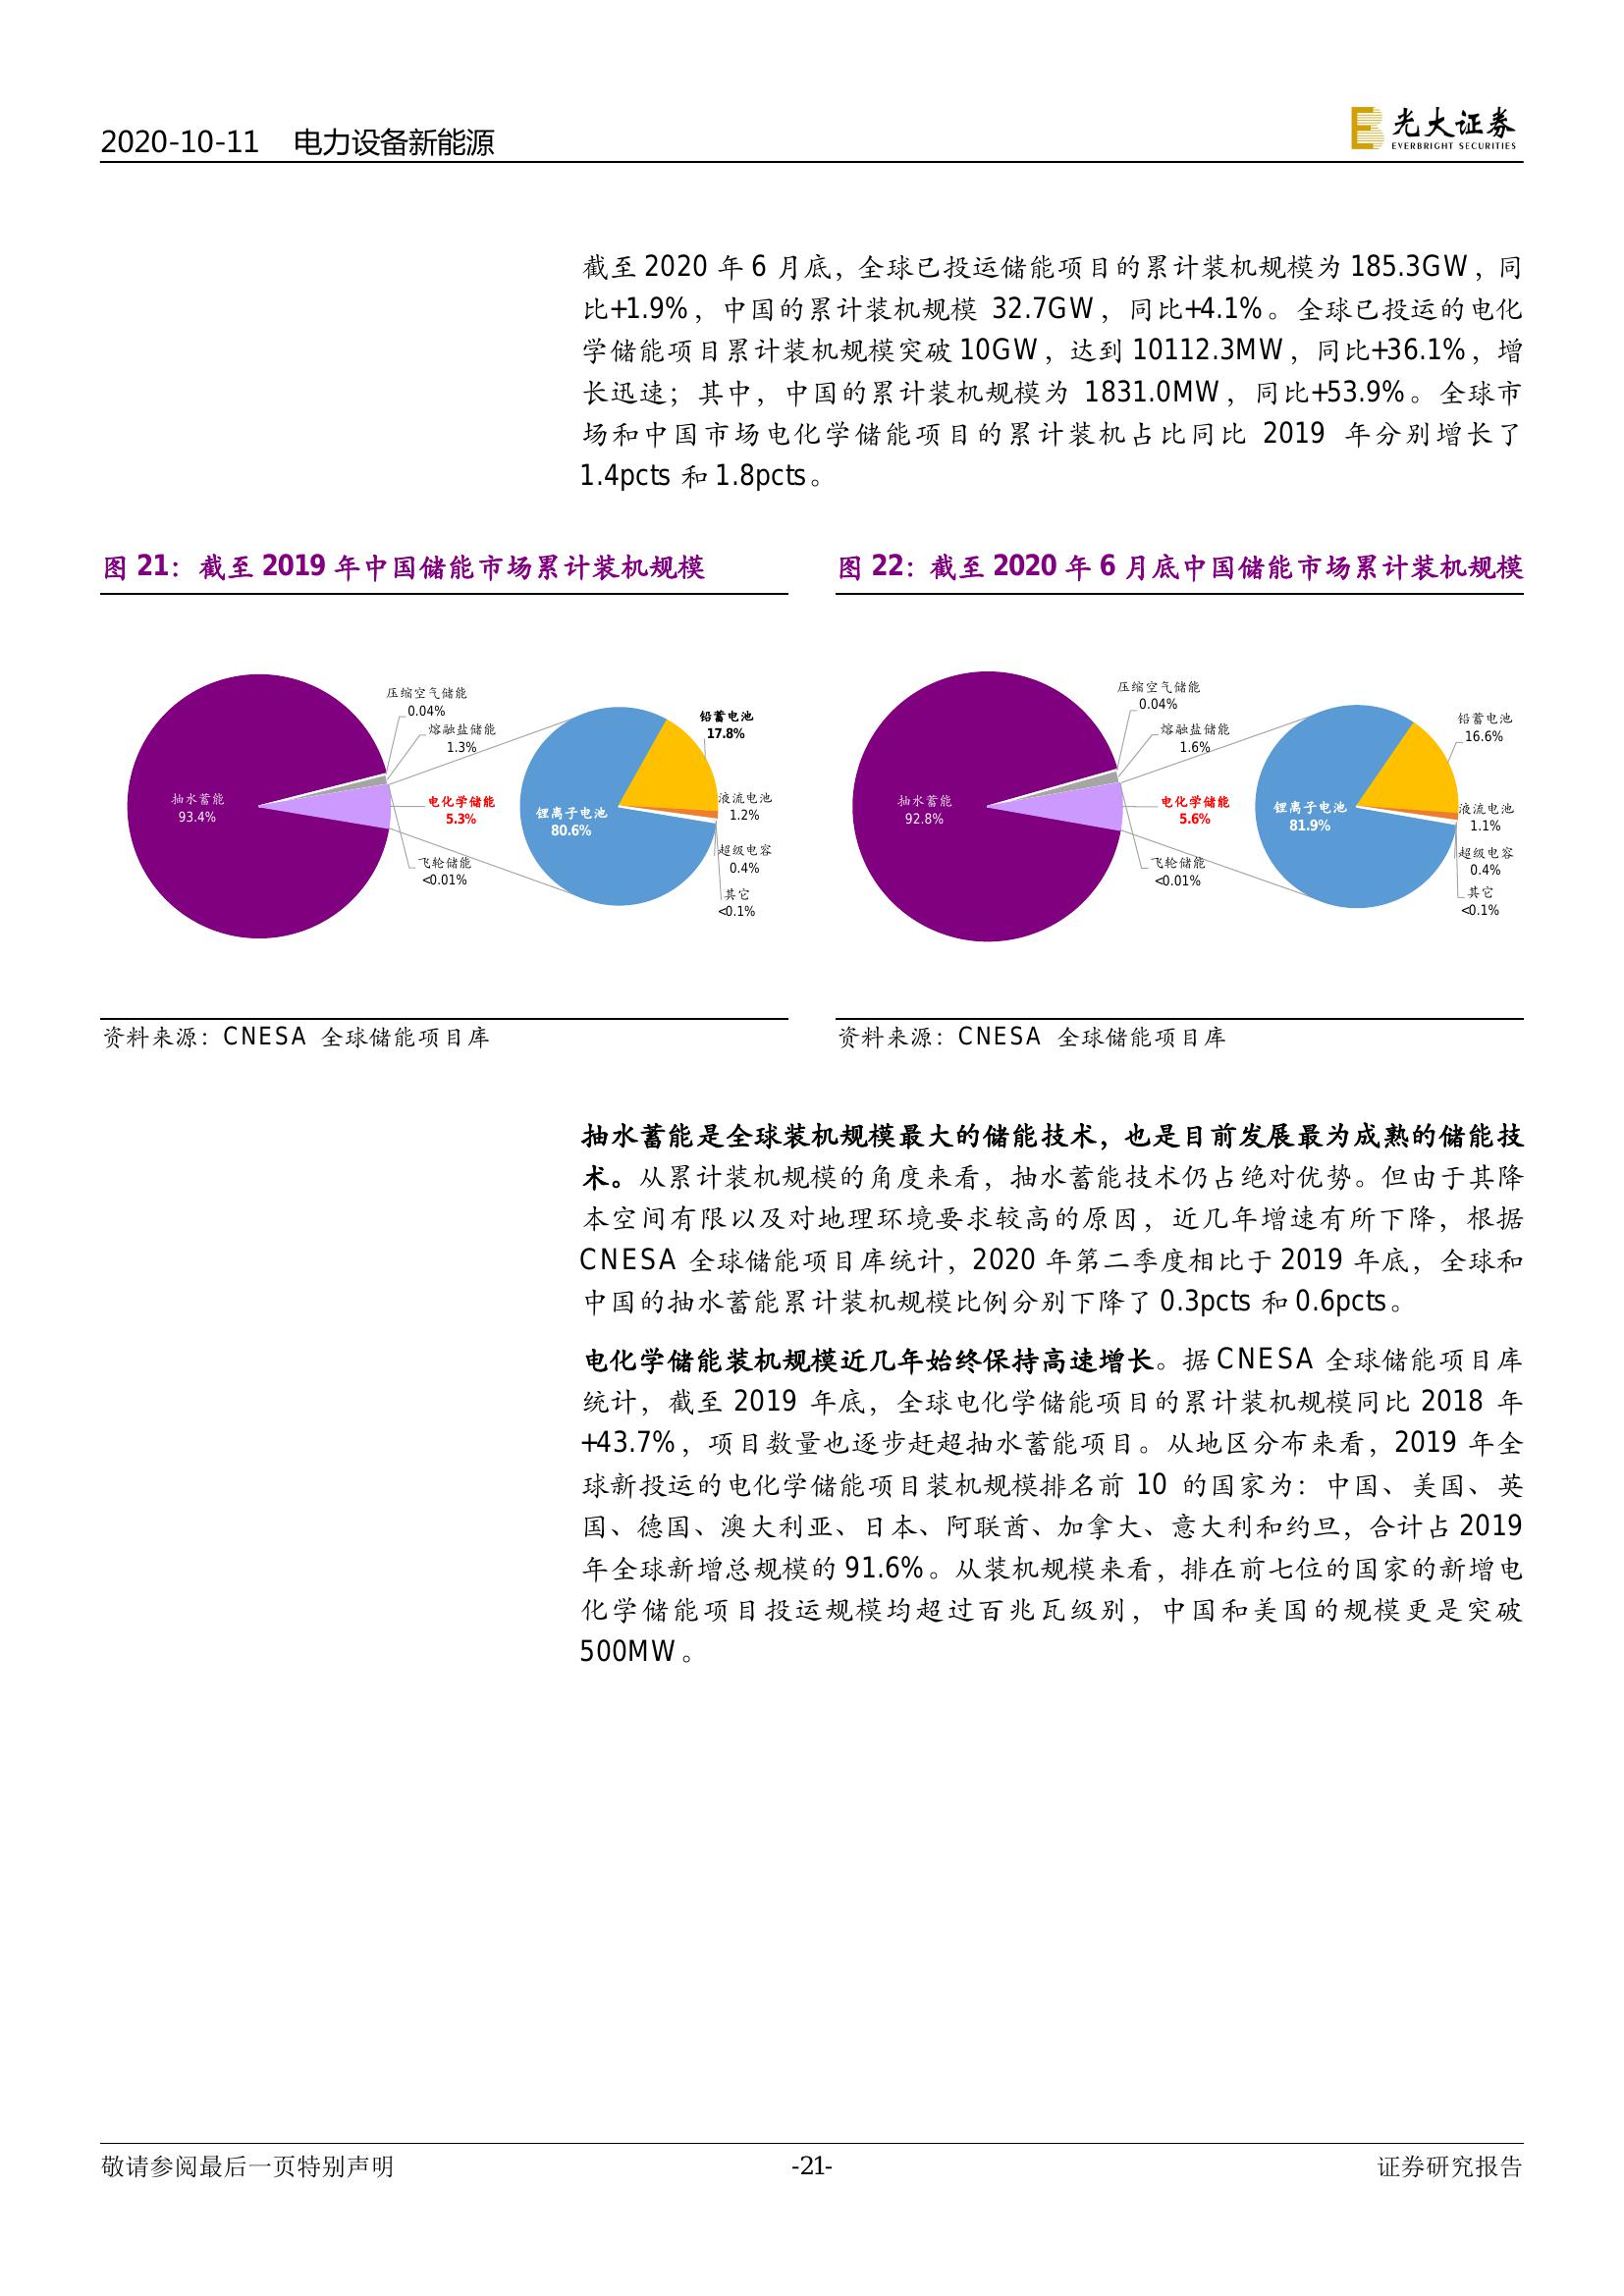 2020-10-11 电力设备新能源
光大证券
EVERBRIGHT SECURITIES
截至 2020 年 6 月底，全球已投运储能项目的累计装机规模为 185.3GW，同
比+1.9%，中国的累计装机规模 32.7GW，同比+4.1%。全球已投运的电化
学储能项目累计装机规模突破 10GW，达到 10112.3MW，同比+36.1%，增
长迅速；其中，中国的累计装机规模为 1831.0MW，同比+53.9%。全球市
场和中国市场电化学储能项目的累计装机占比同比 2019 年分别增长了
1.4pcts 和 1.8pcts。
图 21：截至 2019 年中国储能市场累计装机规模
抽水蓄能
93.4%
压缩空气储能
0.04%
熔融盐储能
1.3%
电化学储能
5.3%
飞轮储能
<0.01%
锂离子电池
80.6%
铅蓄电池
17.8%
液流电池
1.2%
超级电容
0.4%
其它
<0.1%
资料来源：CNESA 全球储能项目库
图 22：截至 2020 年 6 月底中国储能市场累计装机规模
抽水蓄能
92.8%
压缩空气储能
0.04%
熔融盐储能
1.6%
电化学储能
5.6%
飞轮储能
<0.01%
锂离子电池
81.9%
铅蓄电池
16.6%
液流电池
1.1%
超级电容
0.4%
其它
<0.1%
资料来源：CNESA 全球储能项目库
抽水蓄能是全球装机规模最大的储能技术，也是目前发展最为成熟的储能技
术。从累计装机规模的角度来看，抽水蓄能技术仍占绝对优势。但由于其降
本空间有限以及对地理环境要求较高的原因，近几年增速有所下降，根据
CNESA 全球储能项目库统计，2020 年第二季度相比于 2019 年底，全球和
中国的抽水蓄能累计装机规模比例分别下降了 0.3pcts 和 0.6pcts。
电化学储能装机规模近几年始终保持高速增长。据 CNESA 全球储能项目库
统计，截至 2019 年底，全球电化学储能项目的累计装机规模同比 2018 年
+43.7%，项目数量也逐步赶超抽水蓄能项目。从地区分布来看，2019 年全
球新投运的电化学储能项目装机规模排名前 10 的国家为：中国、美国、英
国、德国、澳大利亚、日本、阿联酋、加拿大、意大利和约旦，合计占 2019
年全球新增总规模的 91.6%。从装机规模来看，排在前七位的国家的新增电
化学储能项目投运规模均超过百兆瓦级别，中国和美国的规模更是突破
500MW。
敬请参阅最后一页特别声明
-21-
证券研究报告